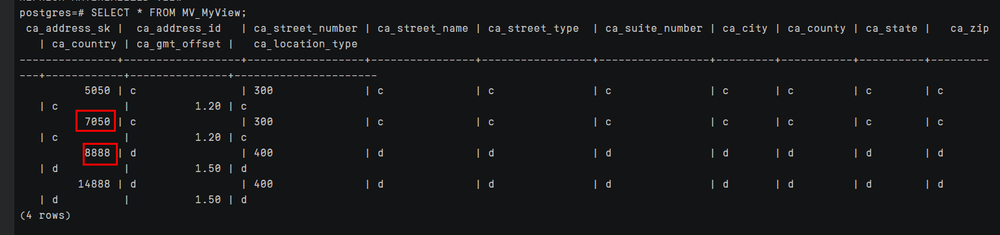 postgres=# SELECT * FROM MV_MyView;
 ca_address_sk |  ca_address_id   | ca_street_number | ca_street_name | ca_street_type  | ca_suite_number | ca_city | ca_county | ca_state |   ca_zip
   | ca_country | ca_gmt_offset |   ca_location_type
---------------+------------------+------------------+----------------+-----------------+-----------------+---------+-----------+----------+---------
---+------------+---------------+----------------------
          5050 | c                | 300              | c              | c               | c               | c       | c         | c        | c
   | c          |          1.20 | c
          7050 | c                | 300              | c              | c               | c               | c       | c         | c        | c
   | c          |          1.20 | c
          8888 | d                | 400              | d              | d               | d               | d       | d         | d        | d
   | d          |          1.50 | d
         14888 | d                | 400              | d              | d               | d               | d       | d         | d        | d
   | d          |          1.50 | d
(4 rows)